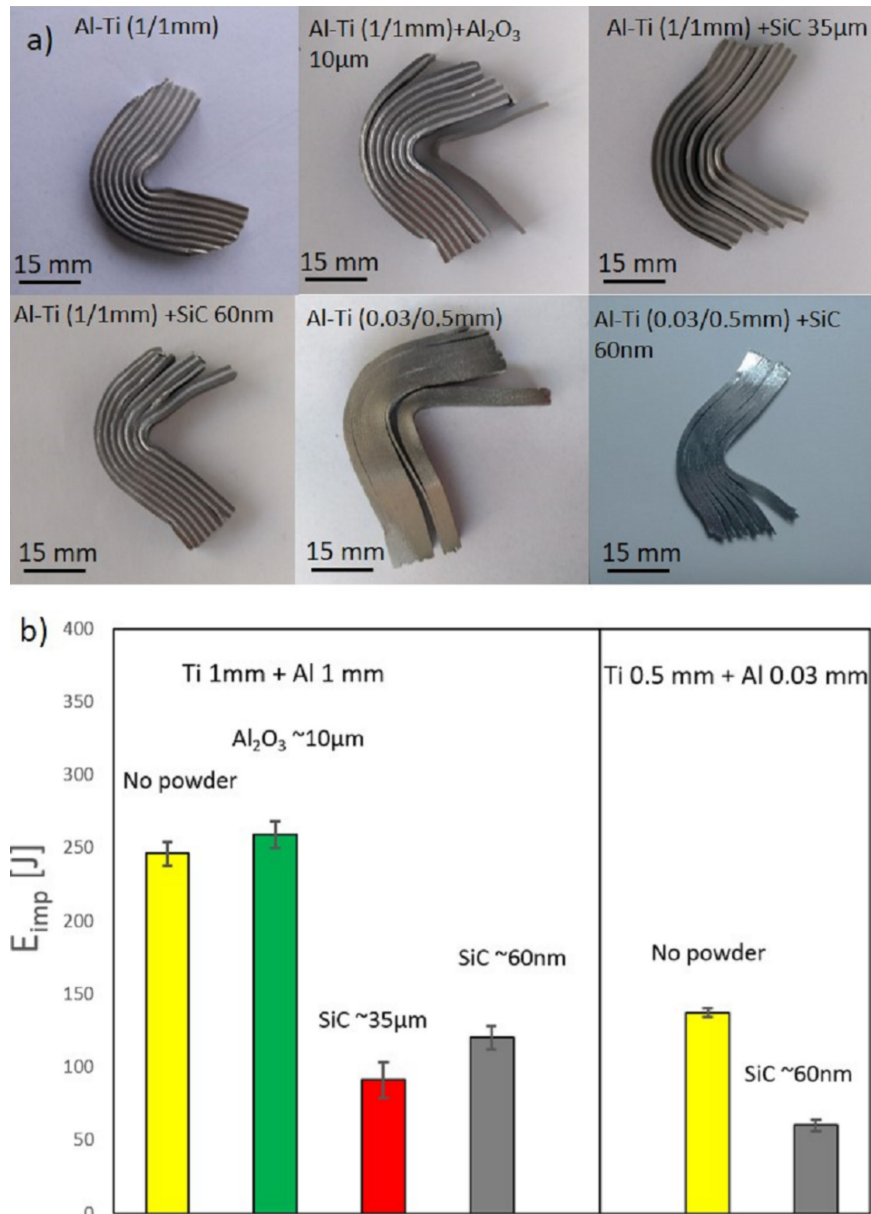 a)
Al-Ti (1/1mm)
Al-Ti (1/1mm)+Al₂O₃
10µm
Al-Ti (1/1mm) +SiC 35µm
15 mm
15 mm
15 mm
Al-Ti (1/1mm) +SiC 60nm
Al-Ti (0.03/0.5mm)
Al-Ti (0.03/0.5mm) +SiC
60nm
15 mm
15 mm
15 mm
b)
400
350
300
250
200
150
100
50
0
E_imp [J]
Ti 1mm + Al 1 mm
No powder
Al₂O₃ ~10µm
SiC ~35µm
SiC ~60nm
Ti 0.5 mm + Al 0.03 mm
No powder
SiC ~60nm